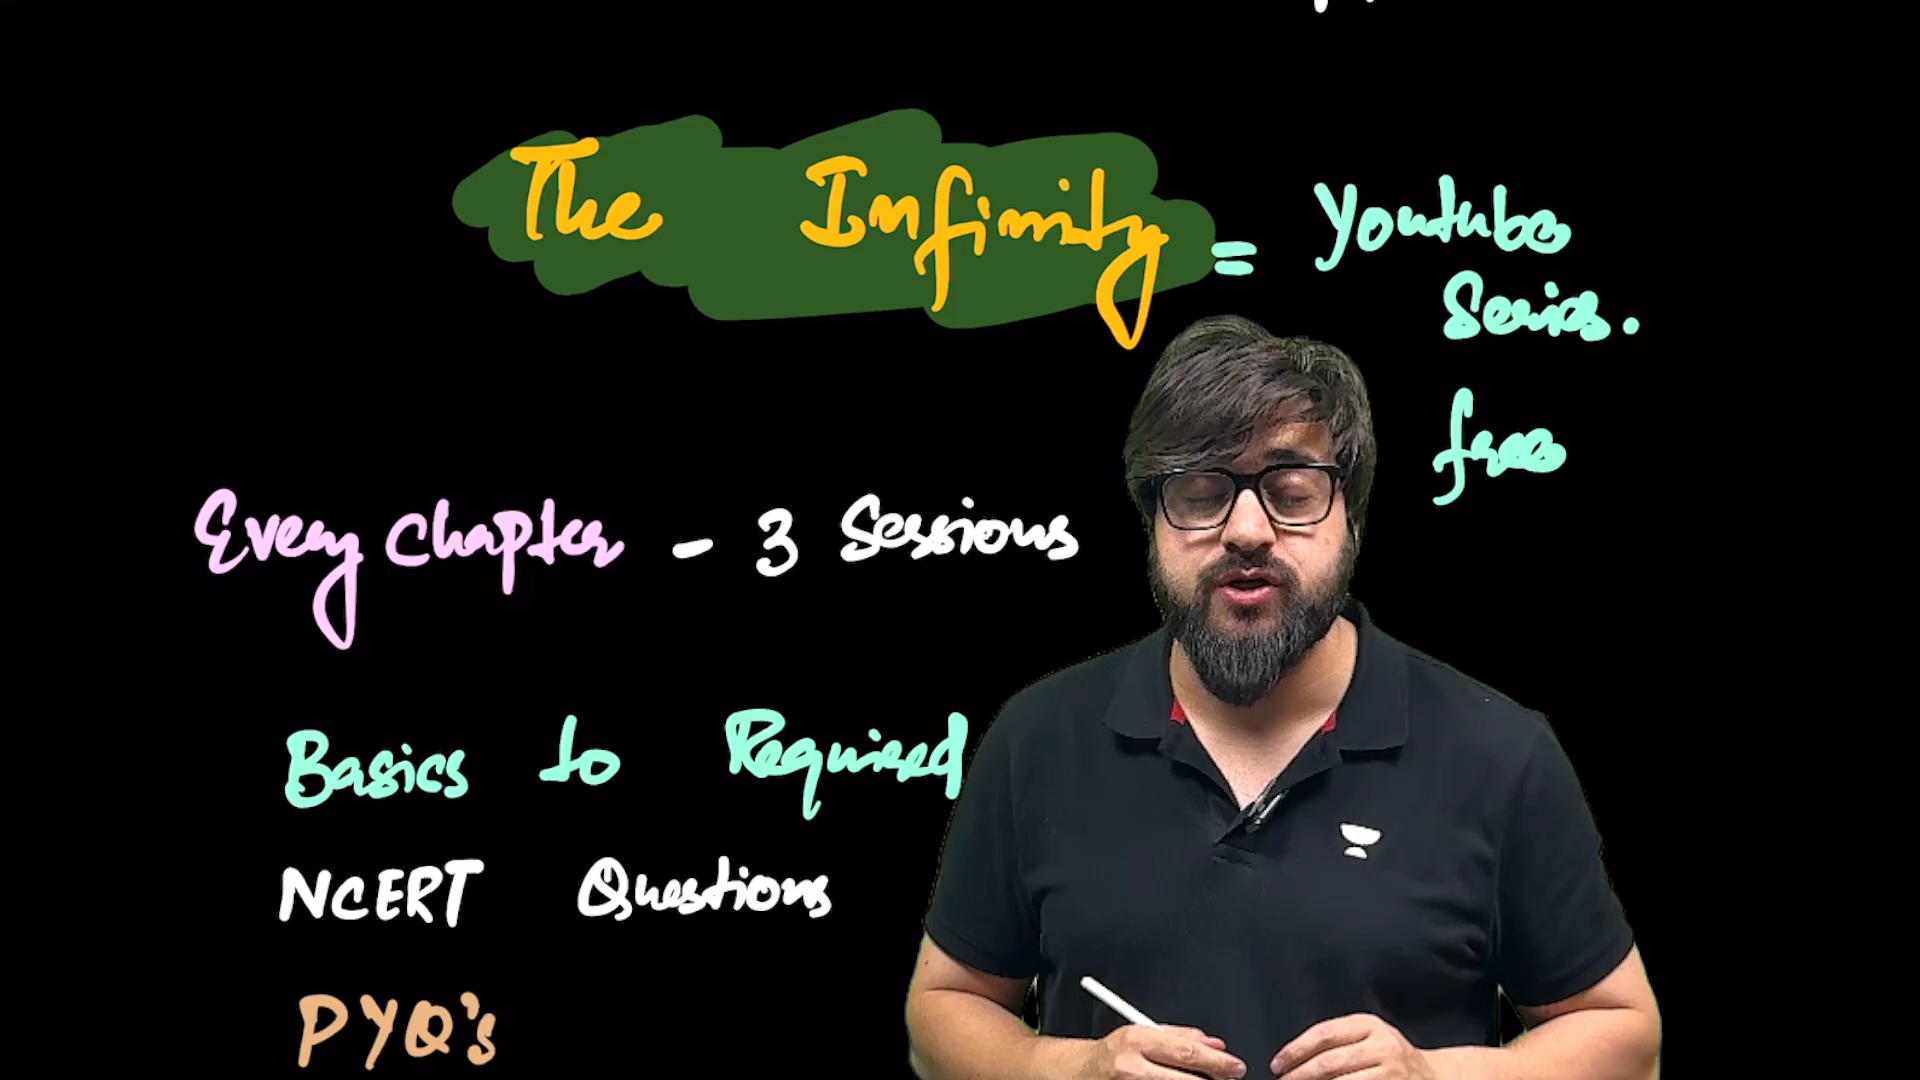 The Infinity = Youtube
Series.
free
Every chapter - 3 Sessions
Basics to Required
NCERT Questions
PYQ's